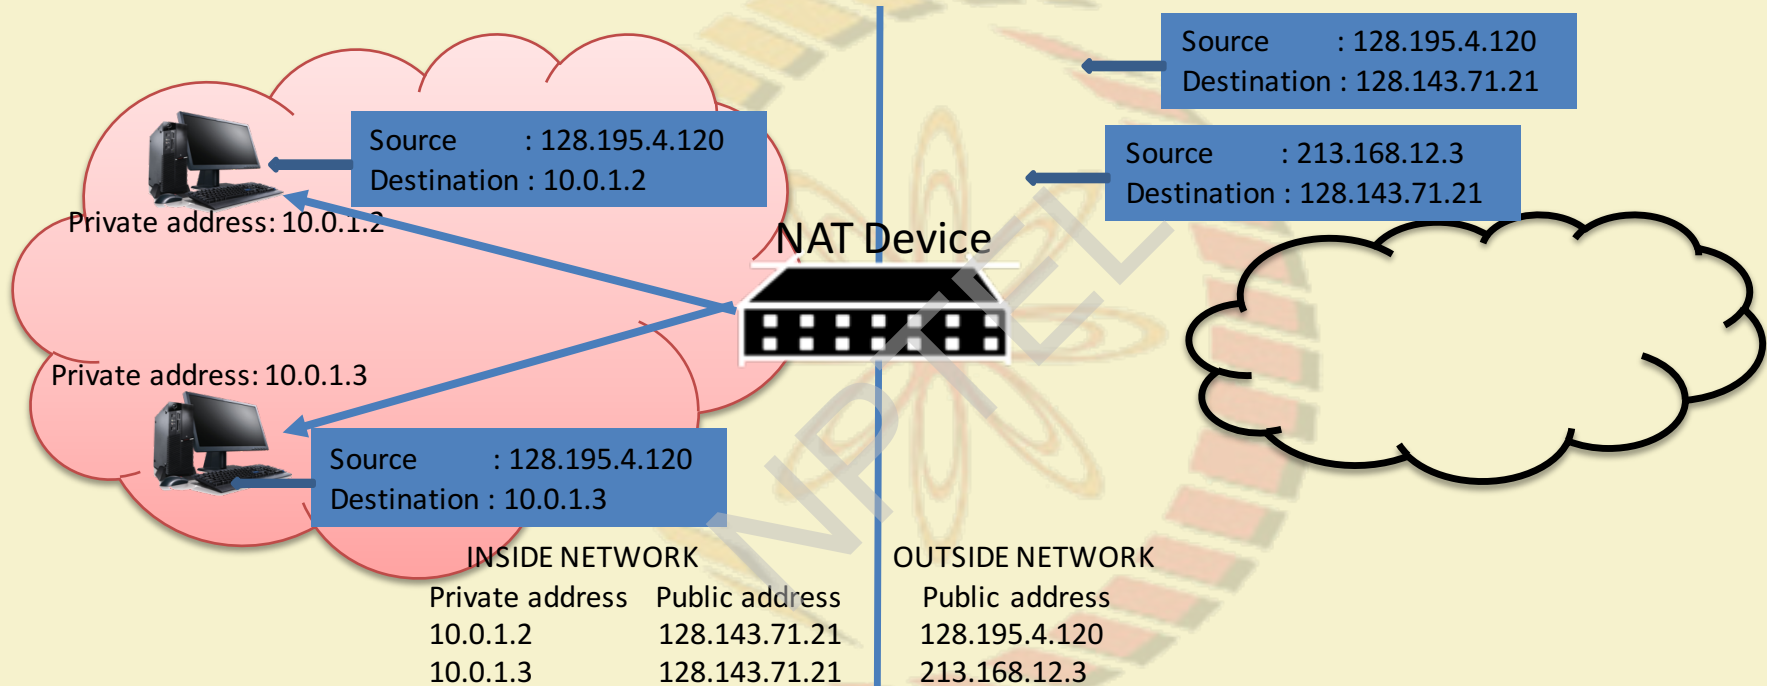 Source : 128.195.4.120
Destination : 128.143.71.21
Source : 128.195.4.120
Destination : 10.0.1.2
Source : 213.168.12.3
Destination : 128.143.71.21
Private address: 10.0.1.2
NAT Device
Private address: 10.0.1.3
Source : 128.195.4.120
Destination : 10.0.1.3
NPTEL
INSIDE NETWORK OUTSIDE NETWORK
Private address Public address Public address
10.0.1.2 128.143.71.21 128.195.4.120
10.0.1.3 128.143.71.21 213.168.12.3